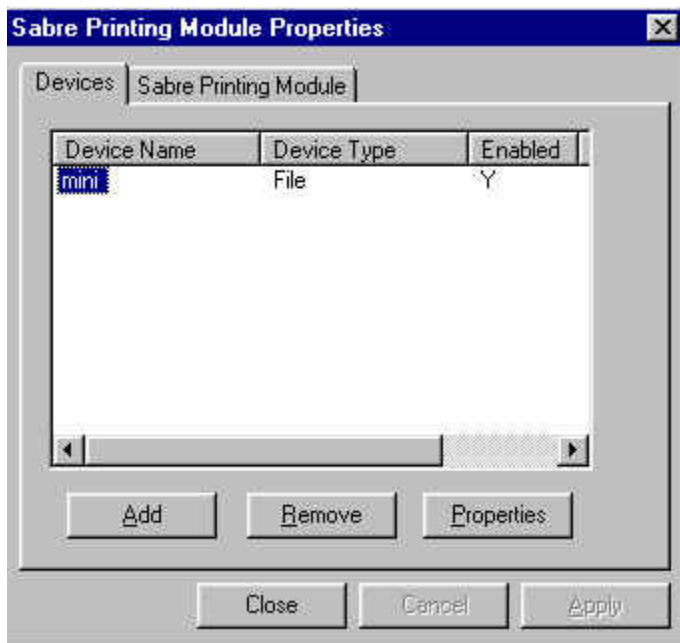 Sabre Printing Module Properties
Devices Sabre Printing Module
Device Name Device Type Enabled
mini File Y
Add Remove Properties
Close Cancel Apply